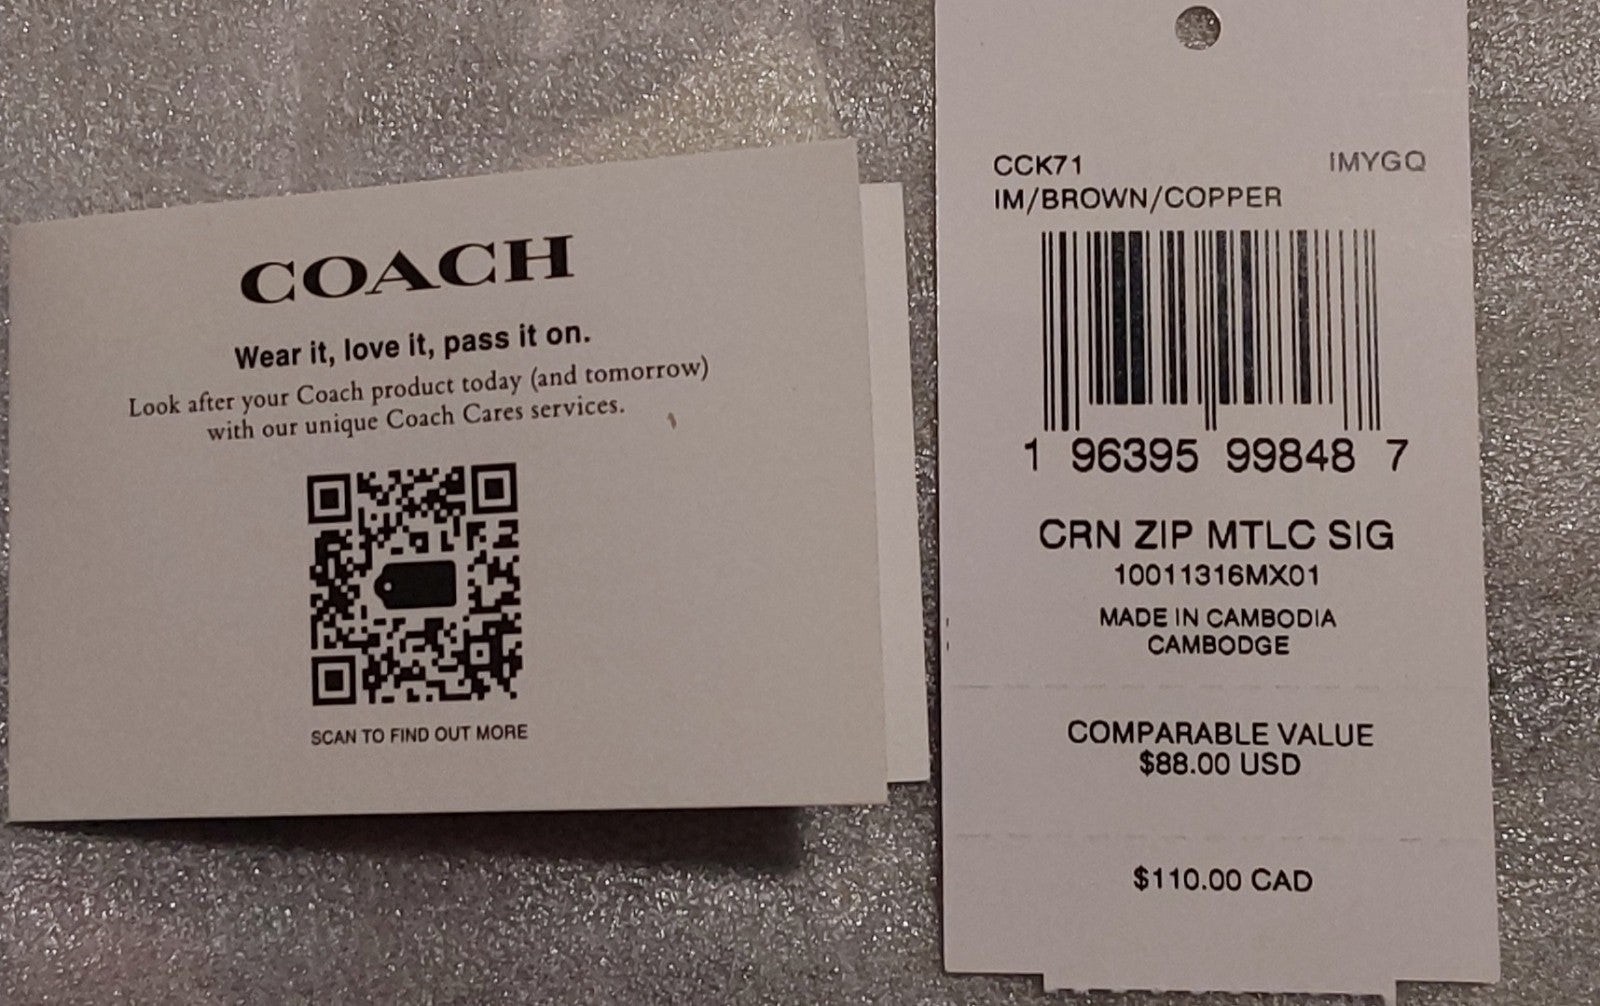 COACH
Wear it, love it, pass it on.
Look after your Coach product today (and tomorrow)
with our unique Coach Cares services.
SCAN TO FIND OUT MORE
CCK71 IMYGQ
IM/BROWN/COPPER
1 96395 99848 7
CRN ZIP MTLC SIG
10011316MX01
MADE IN CAMBODIA
CAMBODGE
COMPARABLE VALUE
$88.00 USD
$110.00 CAD